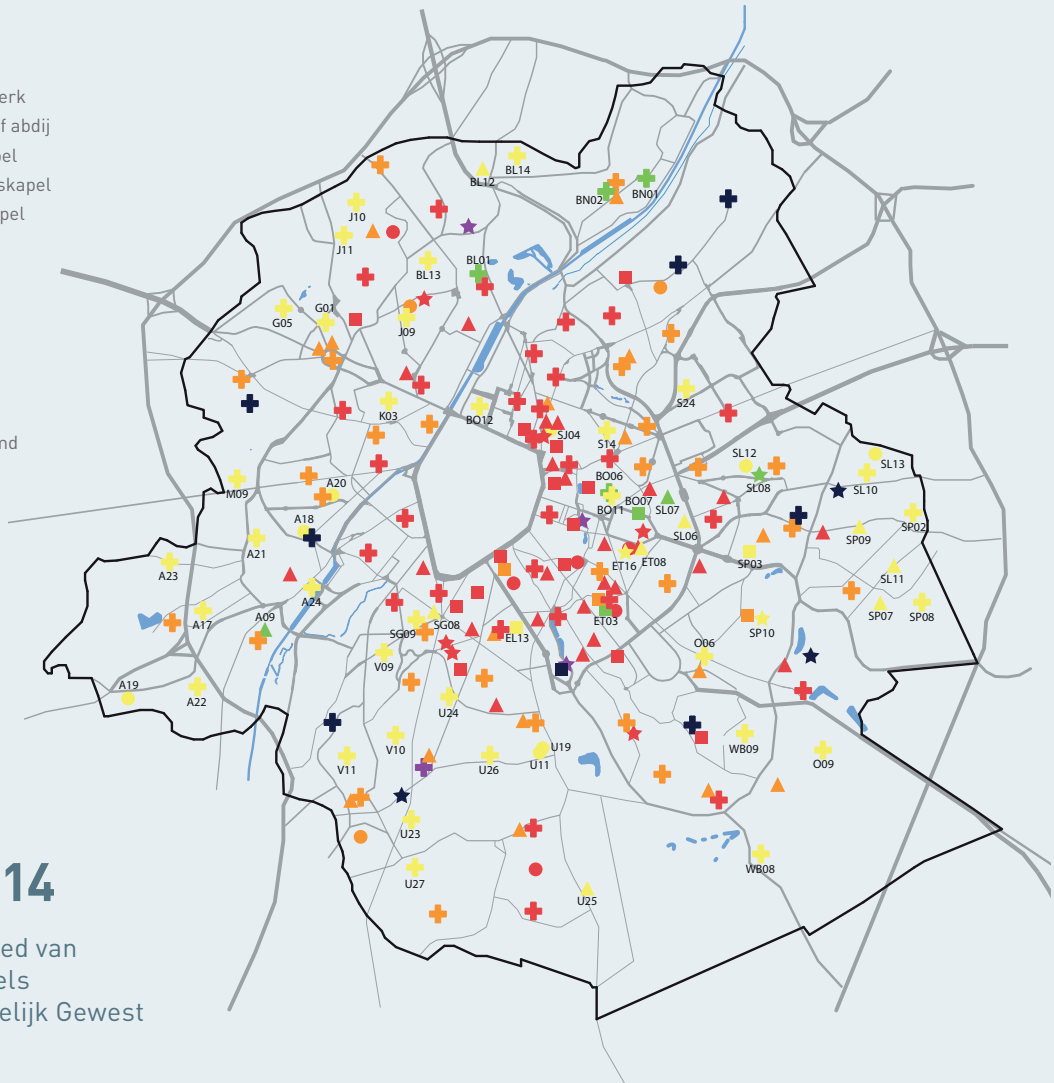 erk
f abdij
pel
skapel
pel
nd
14
ed van
els
elijk Gewest
BL12
BL14
BN02
BN01
J10
J11
BL13
BL01
G05
G01
J09
K03
BO12
S24
SJ04
S14
SL12
SL13
M09
A20
BO06
SL08
SL10
BO07
BO11
SL07
A18
SL06
SP02
SP09
A21
ET16
ET08
SP03
A23
SL11
A24
A17
A09
SG09
SG08
EL13
ET03
SP10
SP07
SP08
V09
O06
A19
A22
U24
V10
U19
U11
WB09
V11
U26
O09
U23
U27
WB08
U25